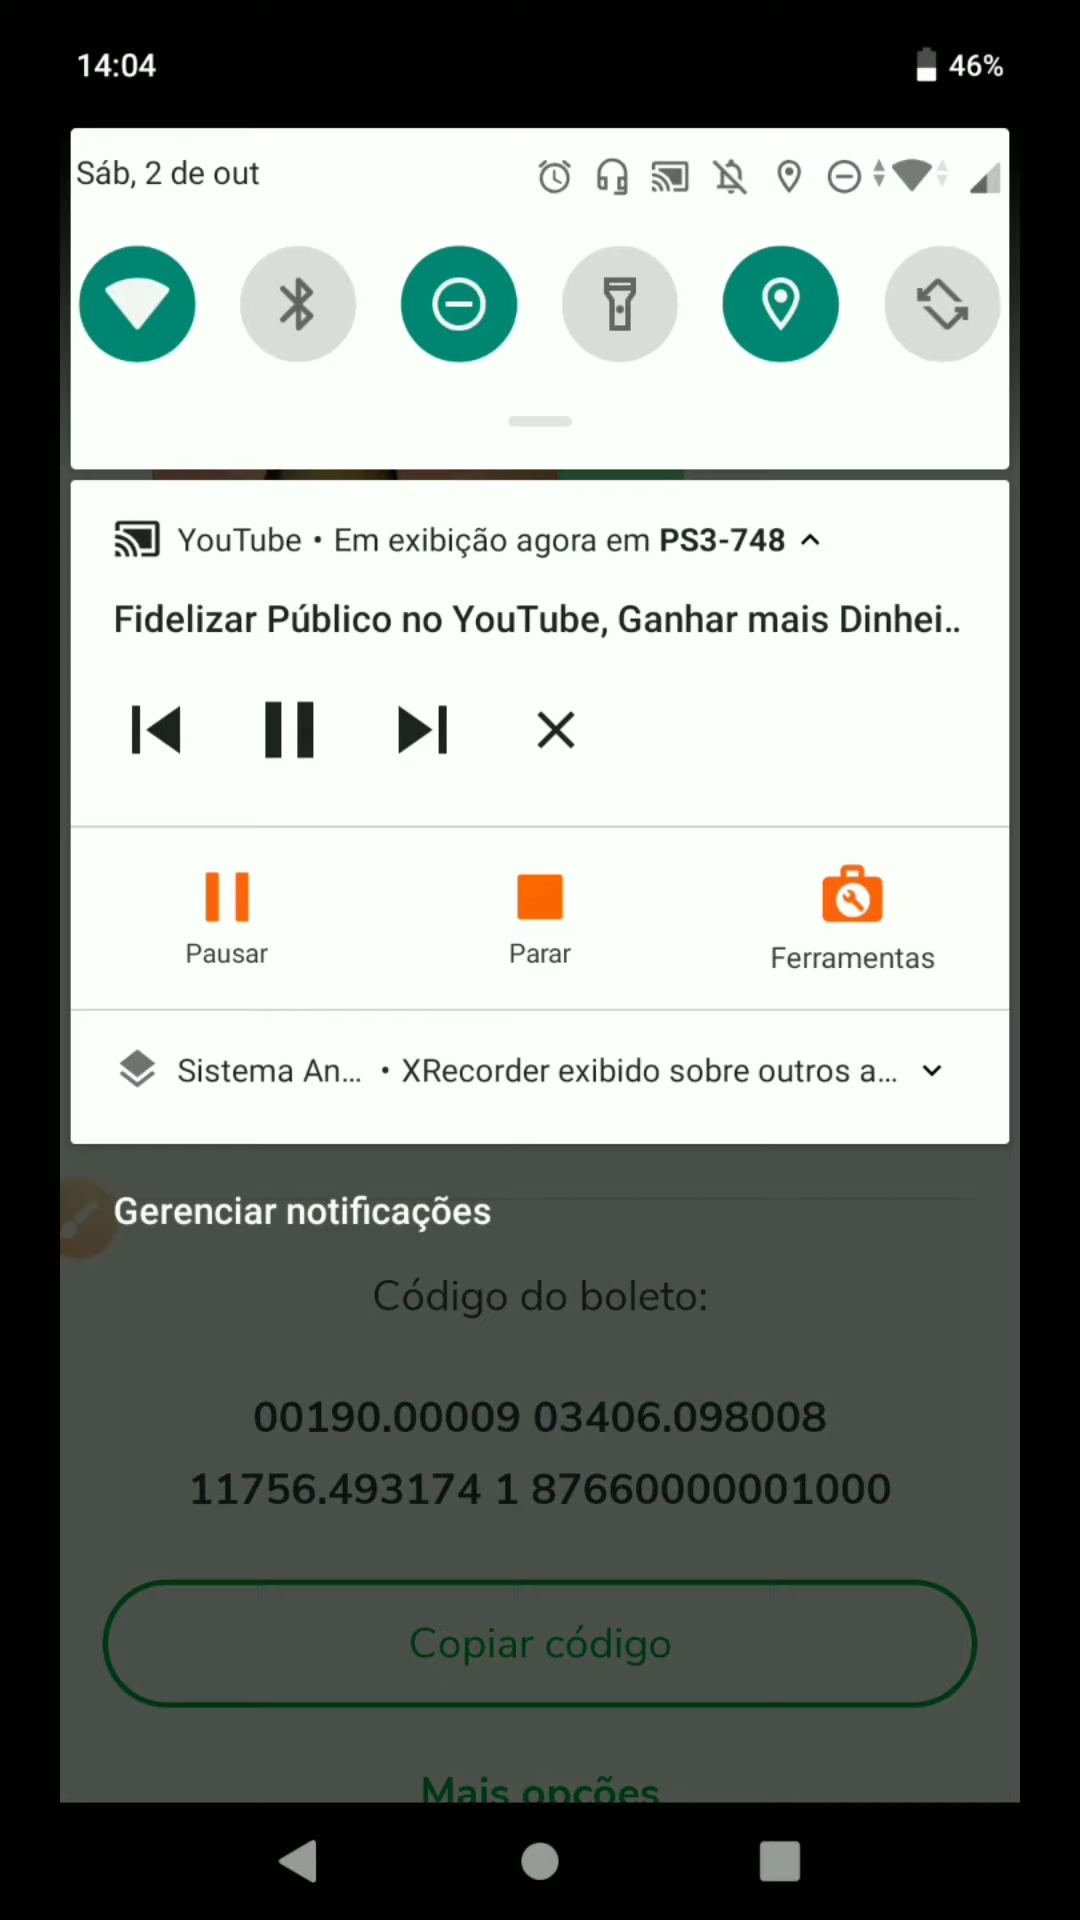 14:04
46%
Sáb, 2 de out
YouTube • Em exibição agora em PS3-748
Fidelizar Público no YouTube, Ganhar mais Dinhei..
Pausar
Parar
Ferramentas
Sistema An... • XRecorder exibido sobre outros a...
Gerenciar notificações
Código do boleto:
00190.00009 03406.098008
11756.493174 1 87660000001000
Copiar código
Mais opções